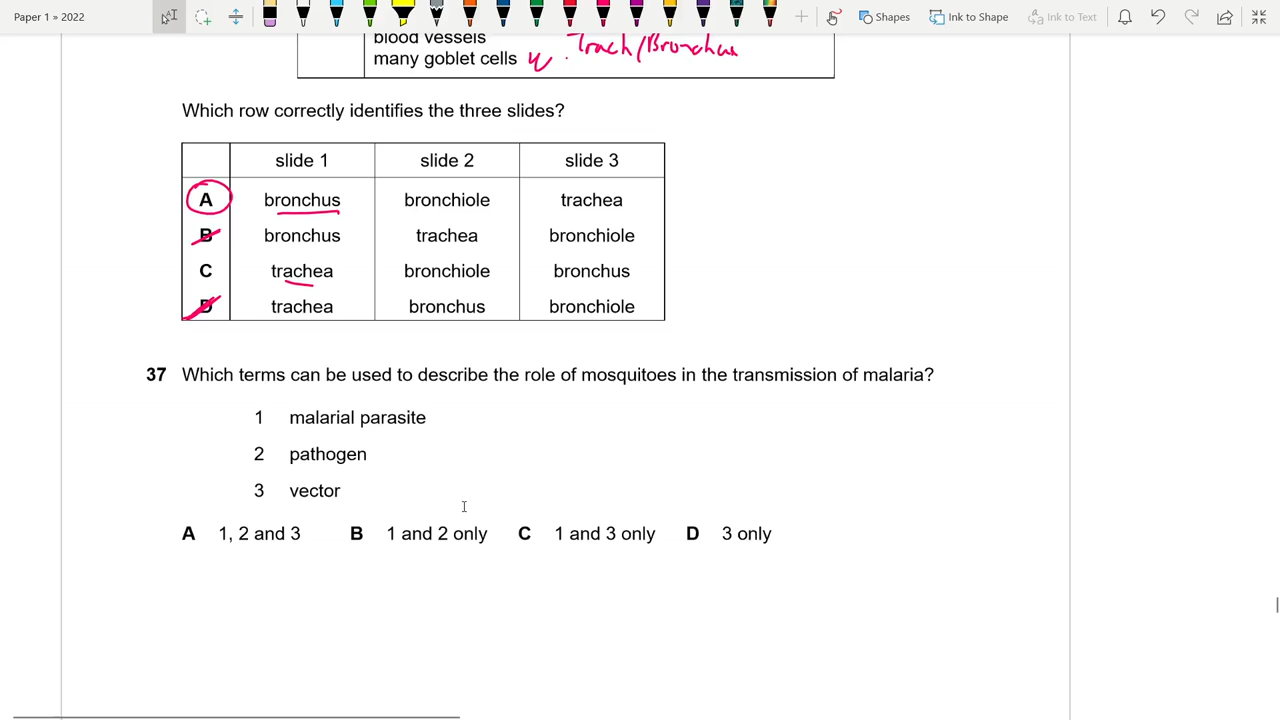 Paper 1 » 2022
Shapes
Ink to Shape
Ink to Text
blood vessels
many goblet cells
Trach/Bronchus
Which row correctly identifies the three slides?
slide 1 slide 2 slide 3
A bronchus bronchiole trachea
B bronchus trachea bronchiole
C trachea bronchiole bronchus
D trachea bronchus bronchiole
37 Which terms can be used to describe the role of mosquitoes in the transmission of malaria?
1 malarial parasite
2 pathogen
3 vector
A 1, 2 and 3 B 1 and 2 only C 1 and 3 only D 3 only